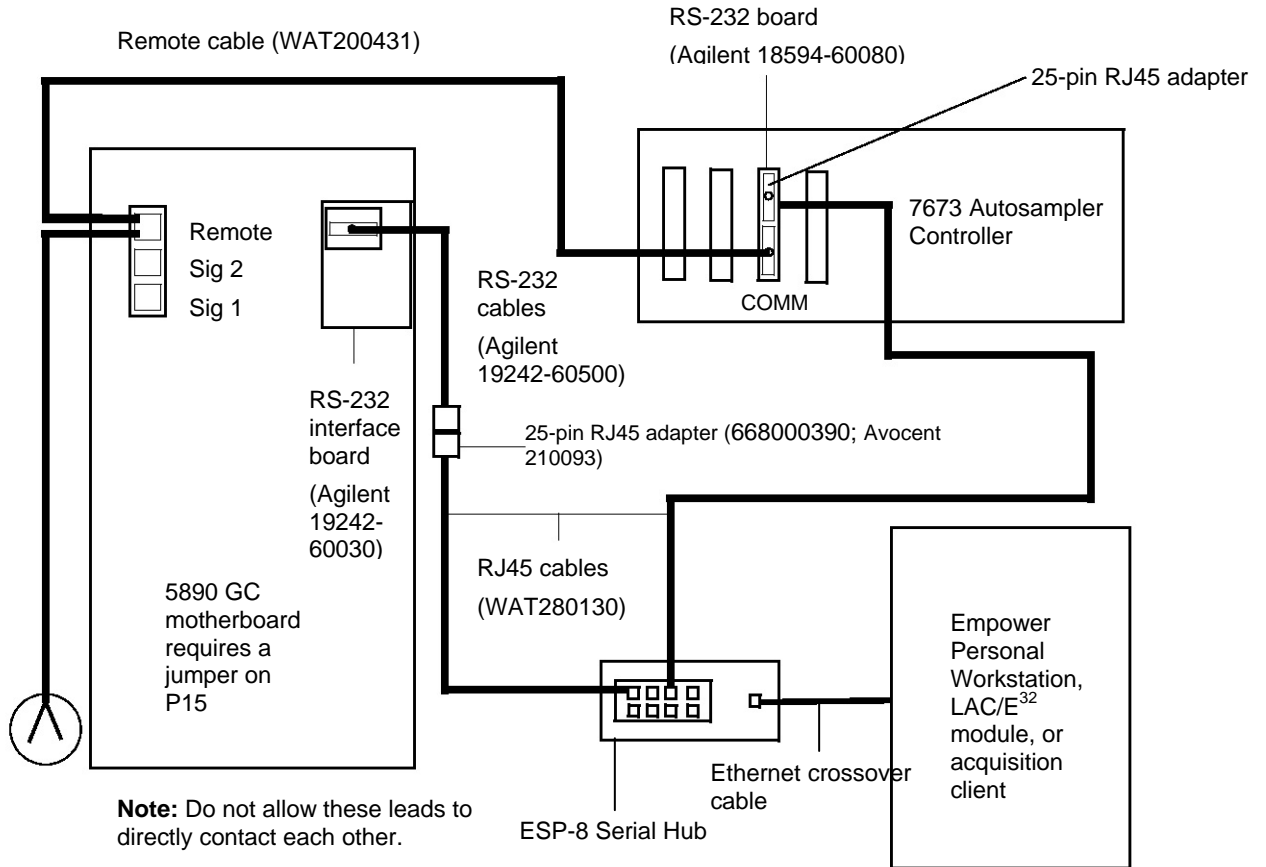 RS-232 board
(Agilent 18594-60080)
Remote cable (WAT200431)
25-pin RJ45 adapter
7673 Autosampler
Controller
COMM
Remote
Sig 2
Sig 1
RS-232
cables
(Agilent
19242-60500)
RS-232
interface
board
(Agilent
19242-
60030)
25-pin RJ45 adapter (668000390; Avocent
210093)
RJ45 cables
(WAT280130)
5890 GC
motherboard
requires a
jumper on
P15
Empower
Personal
Workstation,
LAC/E32
module, or
acquisition
client
Ethernet crossover
cable
ESP-8 Serial Hub
Note: Do not allow these leads to
directly contact each other.